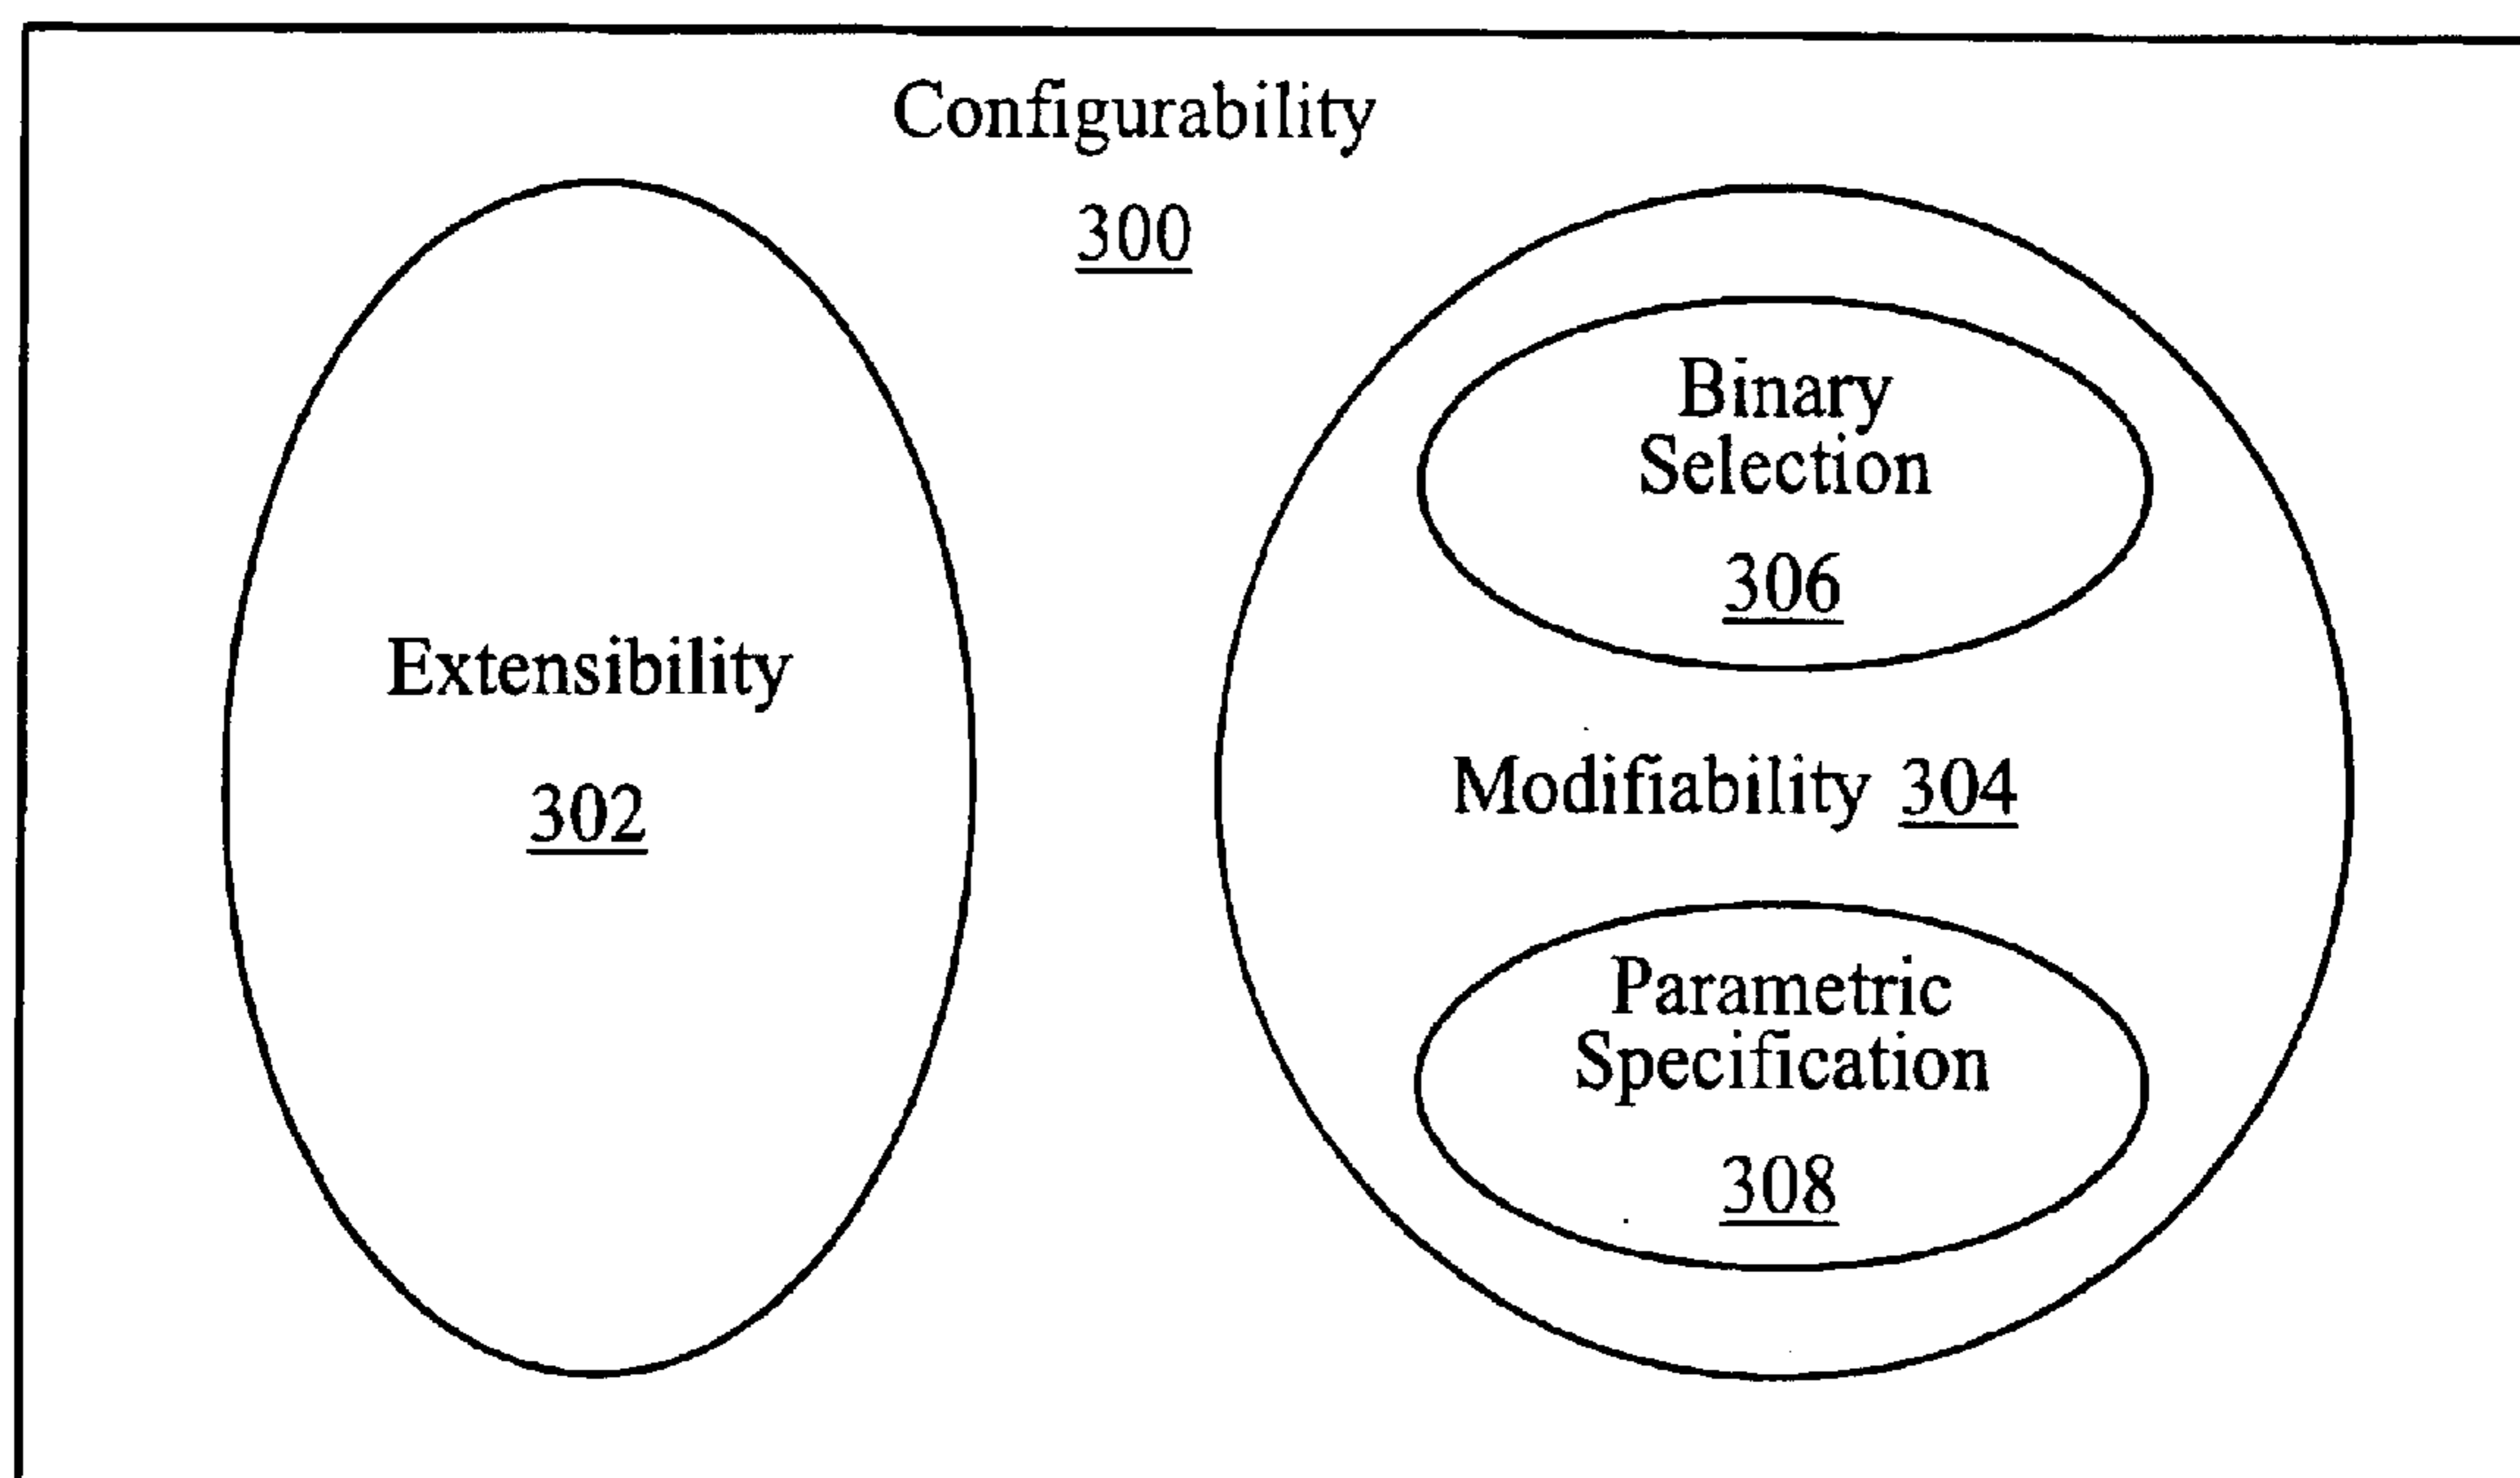 Configurability
300
Extensibility
302
Binary
Selection
306
Modifiability 304
Parametric
Specification
308